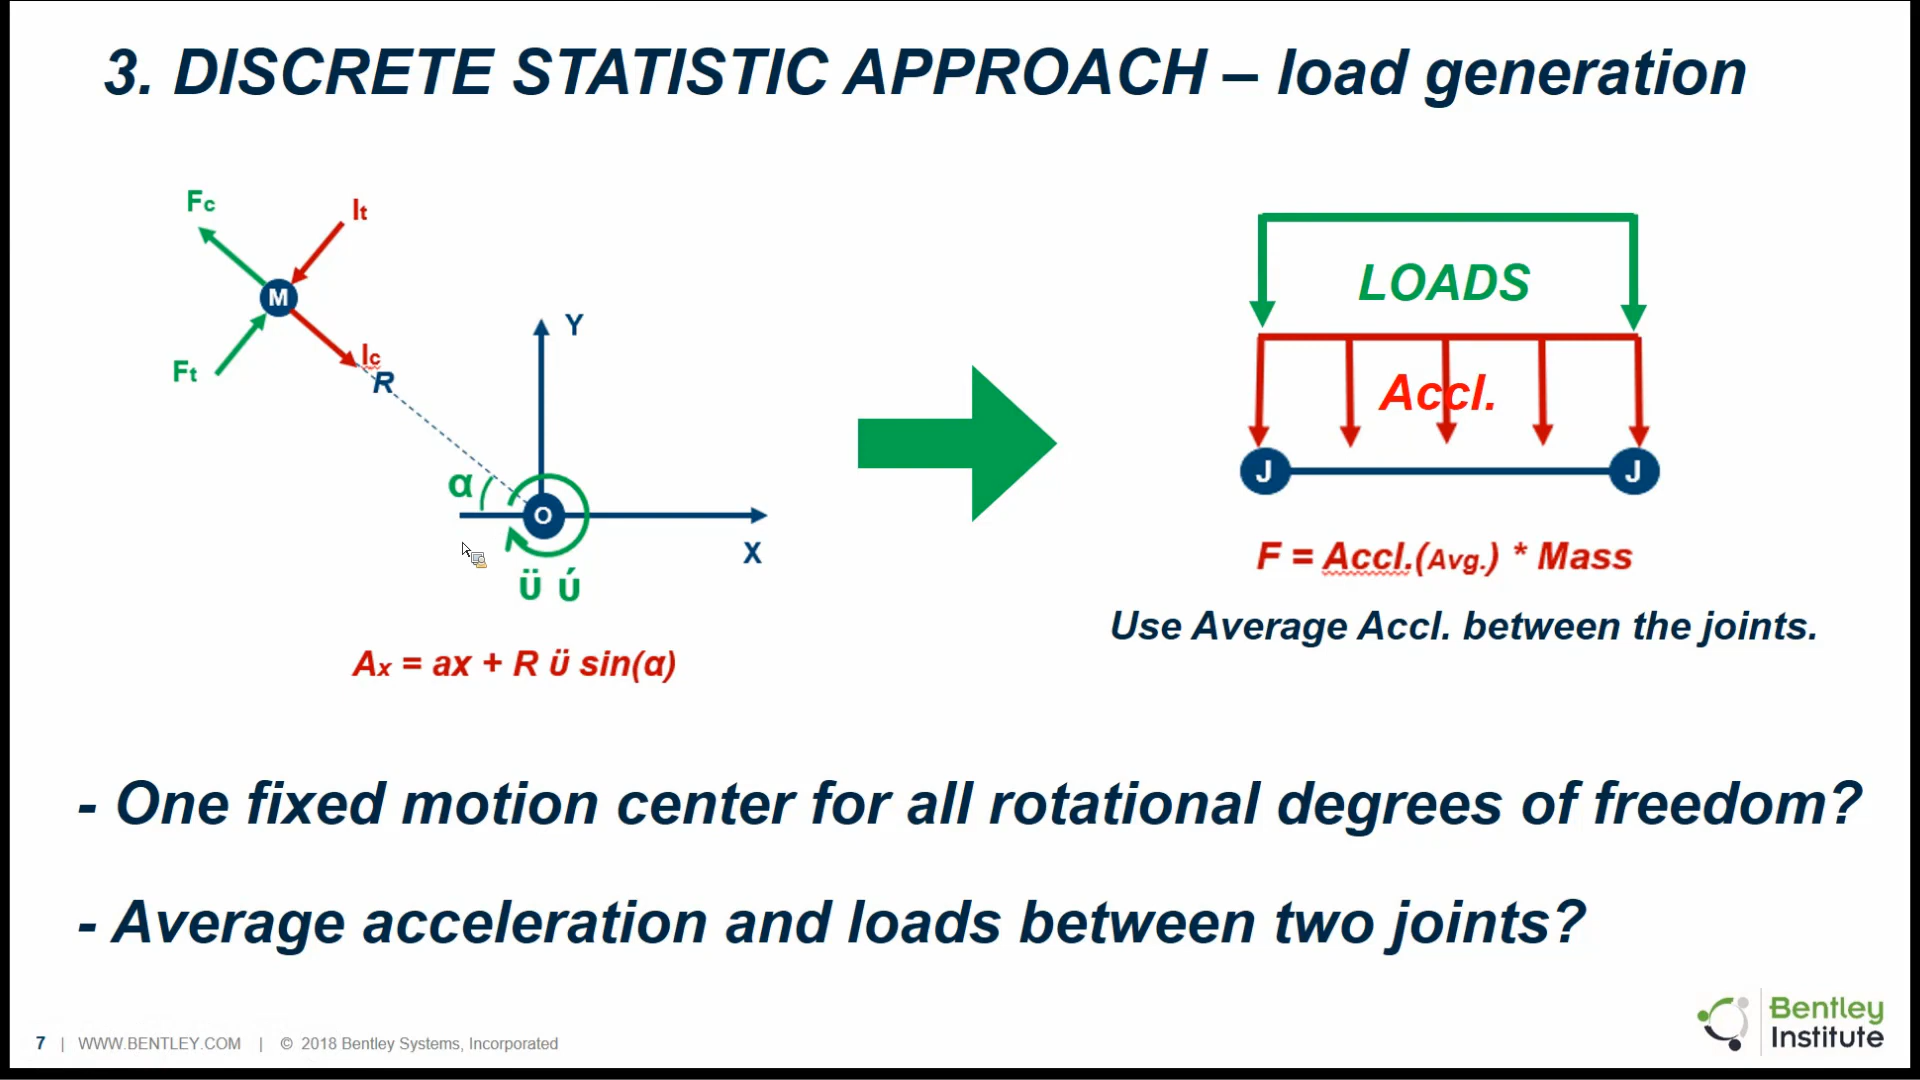 3. DISCRETE STATISTIC APPROACH – load generation
Fc
It
M
Ft
Ic
R
Y
α
O
X
Ü Ú
Ax = ax + R ü sin(α)
LOADS
Accl.
J
J
F = Accl.(Avg.) * Mass
Use Average Accl. between the joints.
- One fixed motion center for all rotational degrees of freedom?
- Average acceleration and loads between two joints?
7 | WWW.BENTLEY.COM | © 2018 Bentley Systems, Incorporated
Bentley
Institute